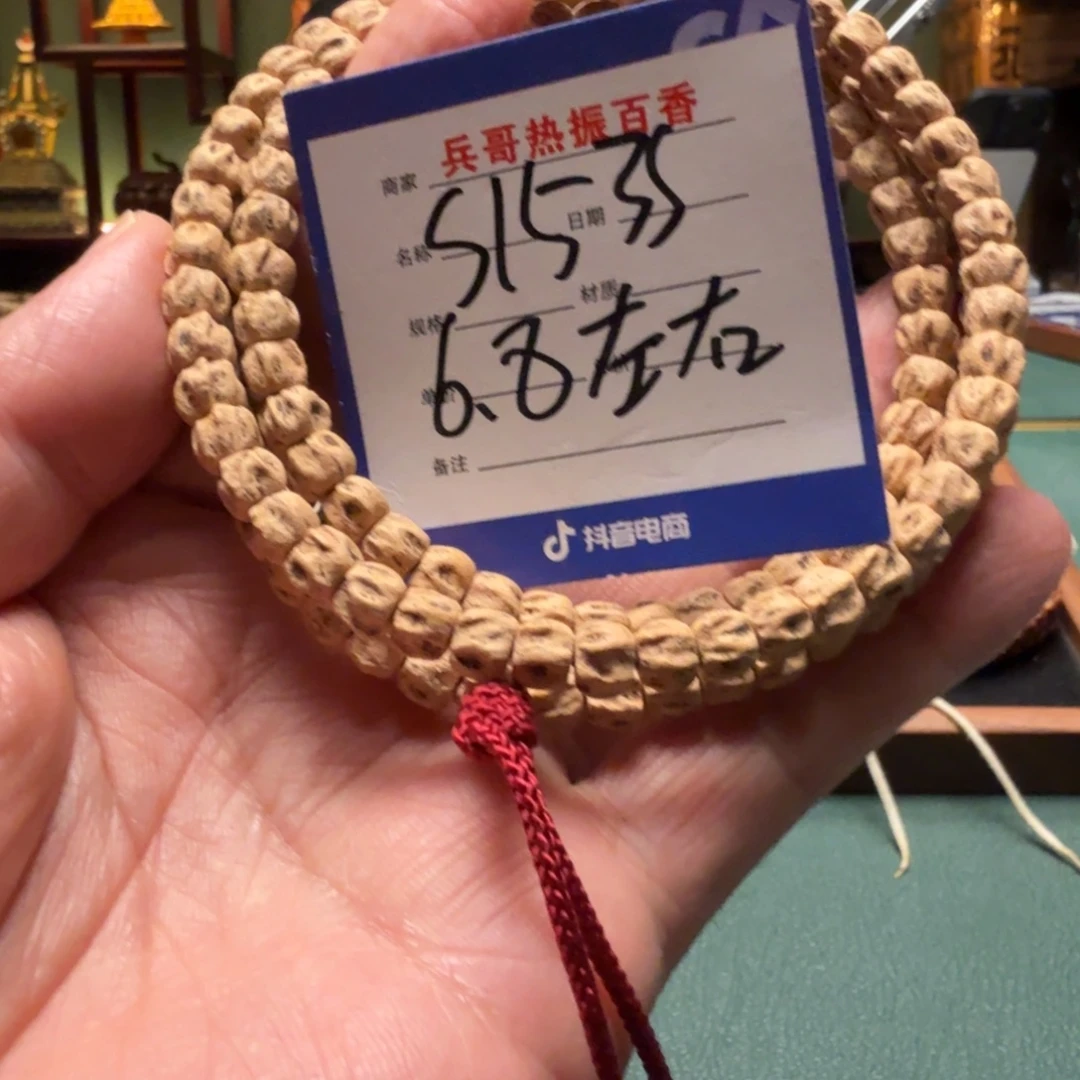 商家 兵哥热振百香
名称 515-35 日期
规格 材质
6.8左右
备注
抖音电商